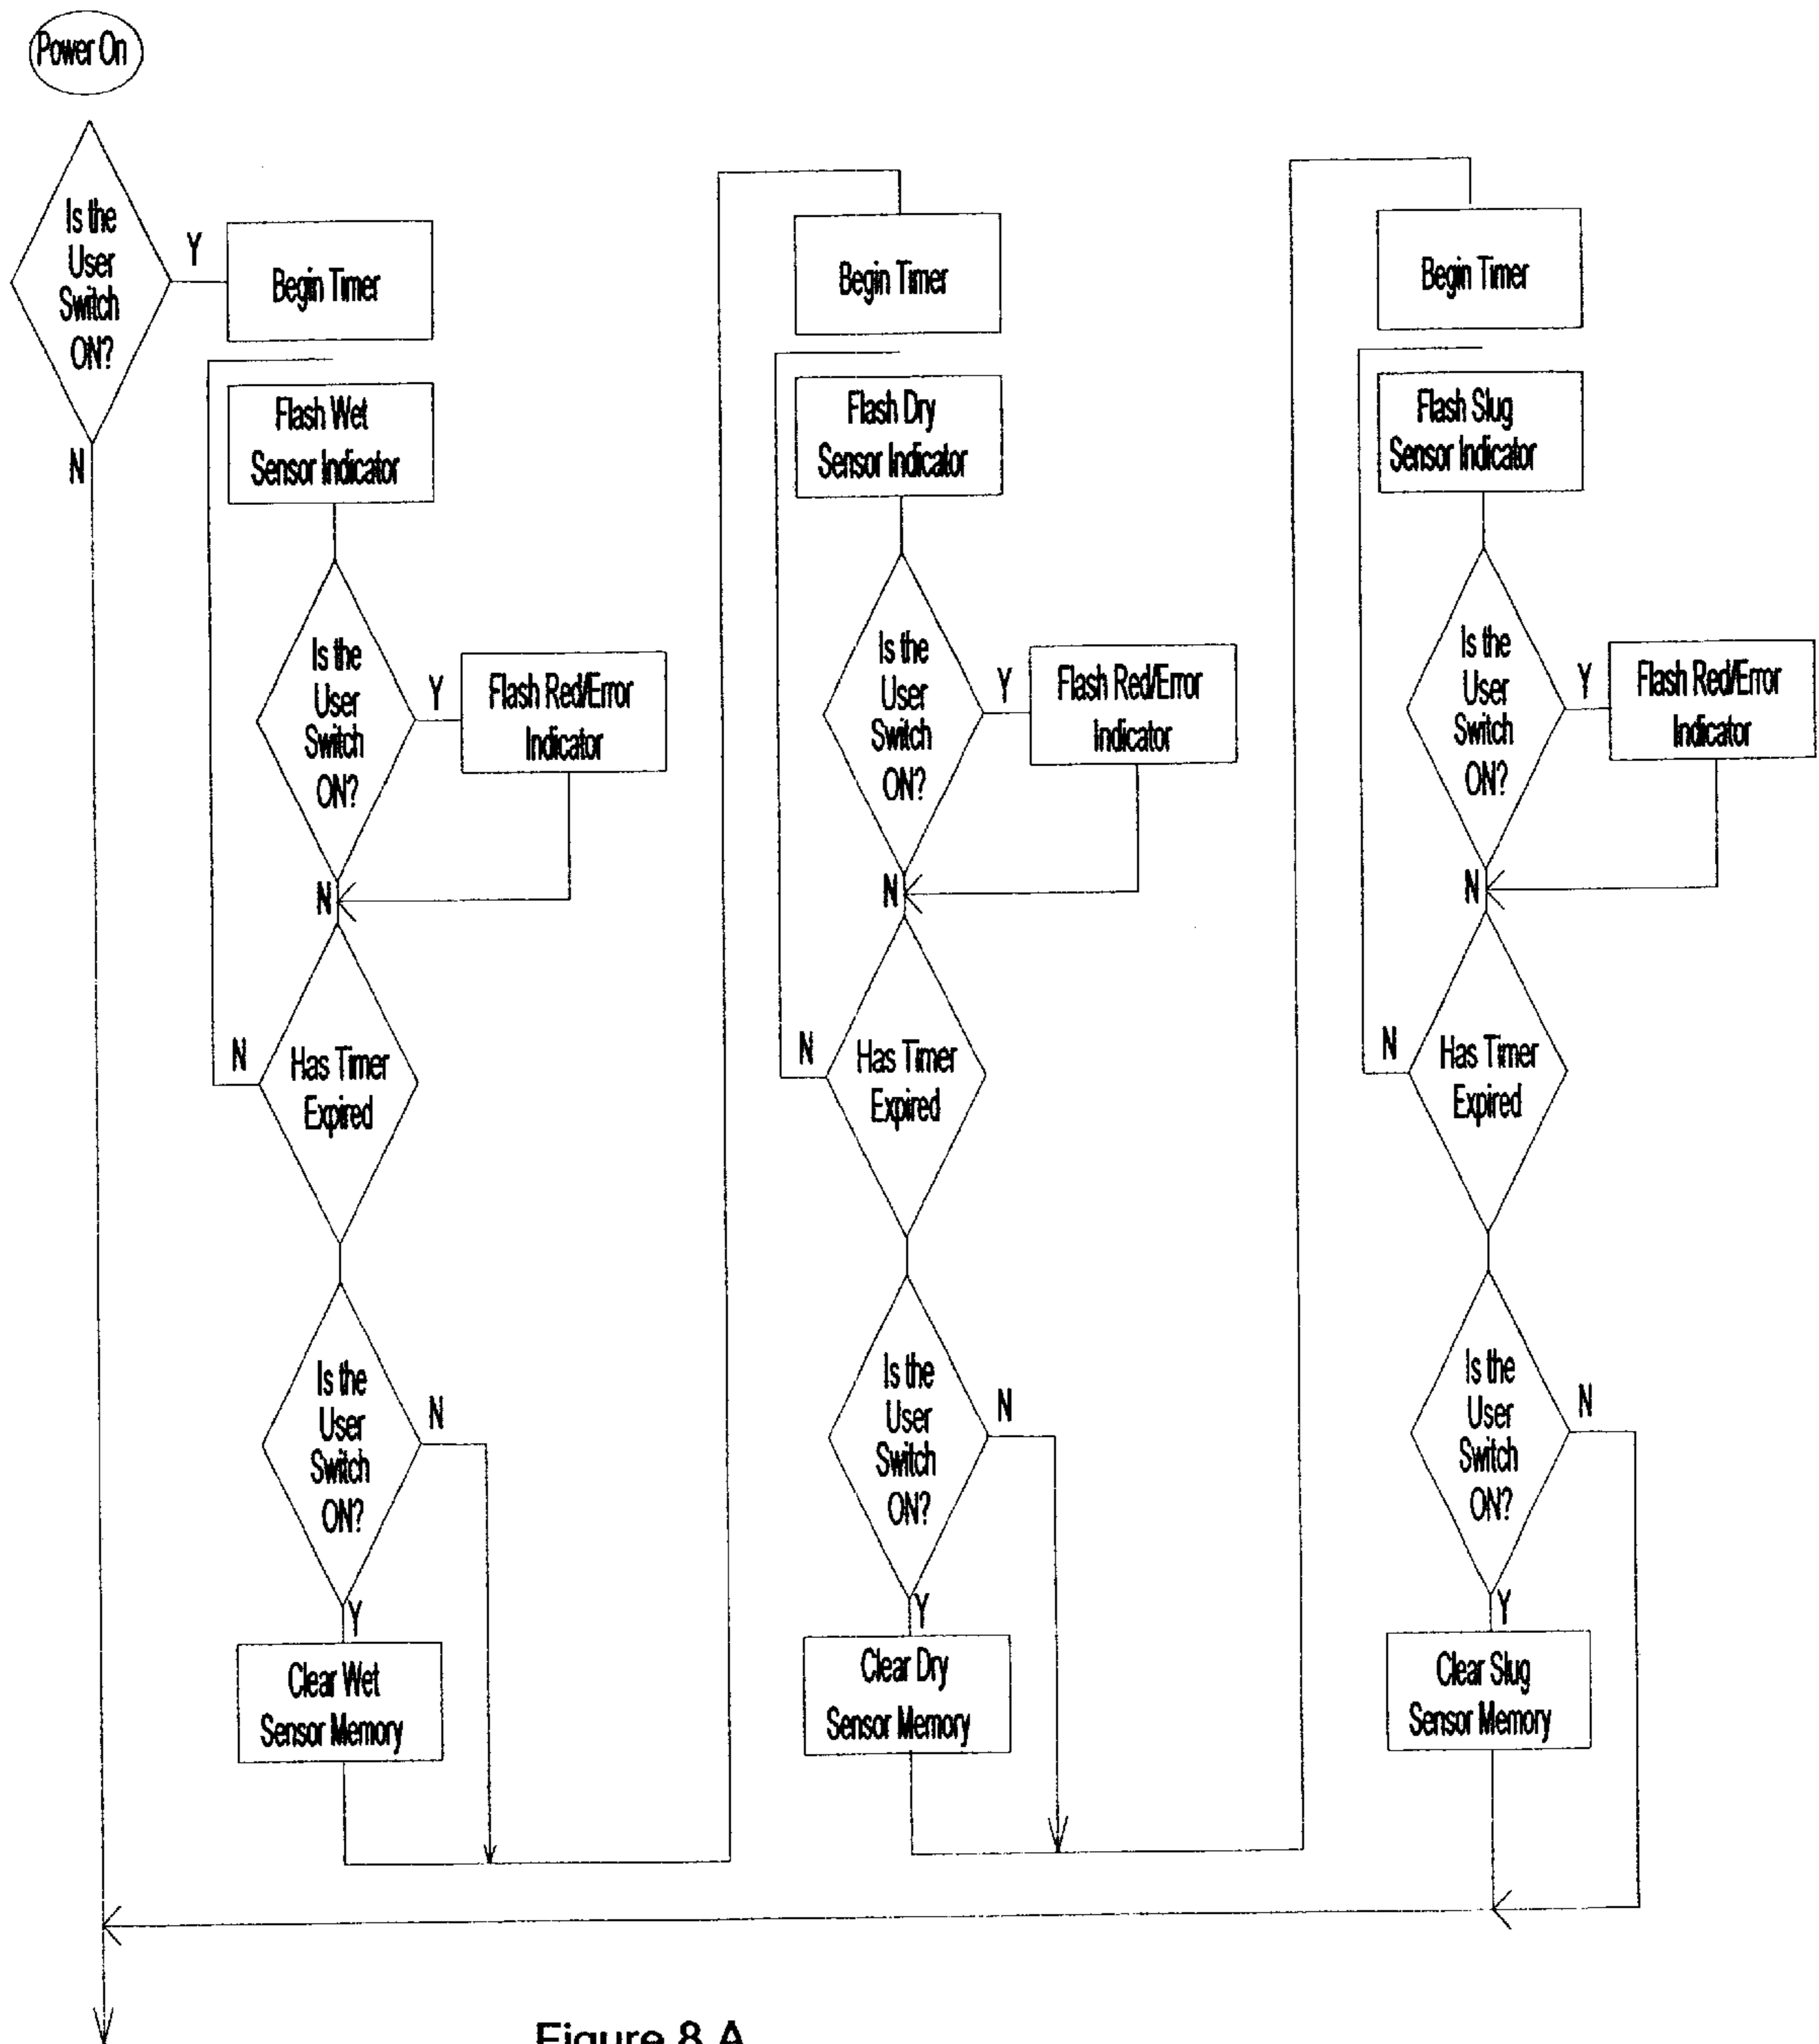 Power On
Is the
User
Switch
ON?
Y
N
Begin Timer
Flash Wet
Sensor Indicator
Is the
User
Switch
ON?
Y
Flash Red/Error
Indicator
N
Has Timer
Expired
N
Is the
User
Switch
ON?
N
Y
Clear Wet
Sensor Memory
Begin Timer
Flash Dry
Sensor Indicator
Is the
User
Switch
ON?
Y
Flash Red/Error
Indicator
N
Has Timer
Expired
N
Is the
User
Switch
ON?
N
Y
Clear Dry
Sensor Memory
Begin Timer
Flash Slug
Sensor Indicator
Is the
User
Switch
ON?
Y
Flash Red/Error
Indicator
N
Has Timer
Expired
N
Is the
User
Switch
ON?
N
Y
Clear Slug
Sensor Memory
Figure 8 A